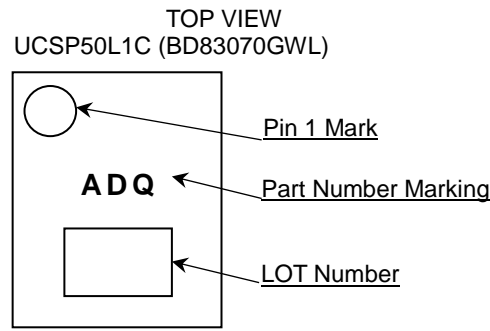 TOP VIEW
UCSP50L1C (BD83070GWL)
Pin 1 Mark
ADQ
Part Number Marking
LOT Number